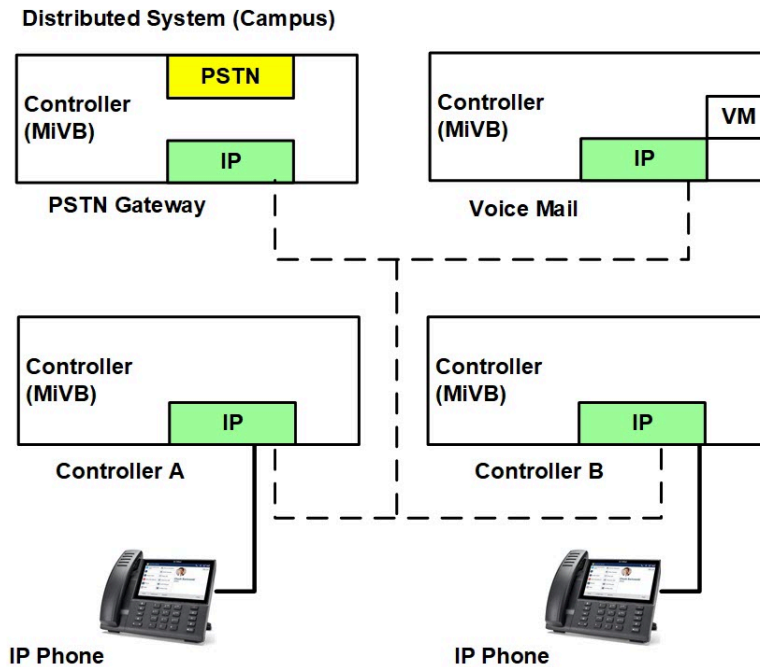 Distributed System (Campus)
PSTN
Controller
(MiVB)
IP
PSTN Gateway
Controller
(MiVB)
VM
IP
Voice Mail
Controller
(MiVB)
IP
Controller A
Controller
(MiVB)
IP
Controller B
IP Phone
IP Phone